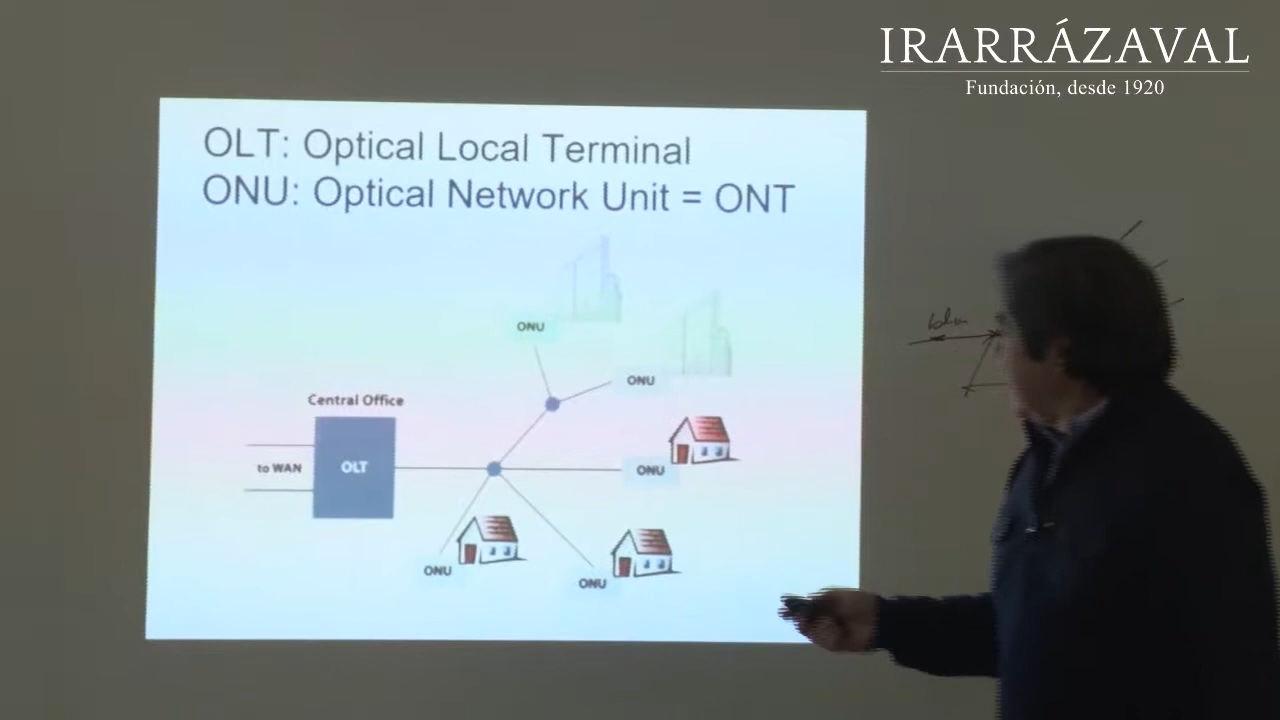 IRARRÁZAVAL
Fundación, desde 1920
OLT: Optical Local Terminal
ONU: Optical Network Unit = ONT
ONU
ONU
Central Office
to WAN
OLT
ONU
ONU
ONU